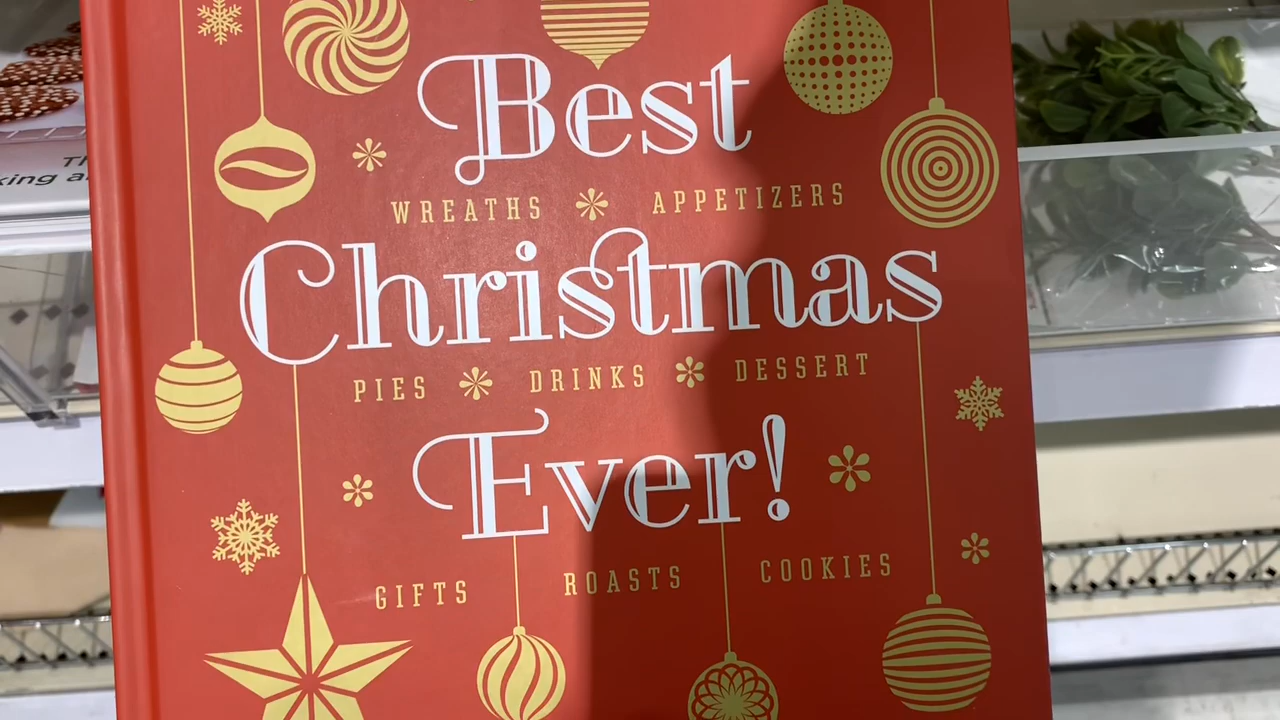 Best
WREATHS APPETIZERS
Christmas
PIES DRINKS DESSERT
Ever!
GIFTS ROASTS COOKIES